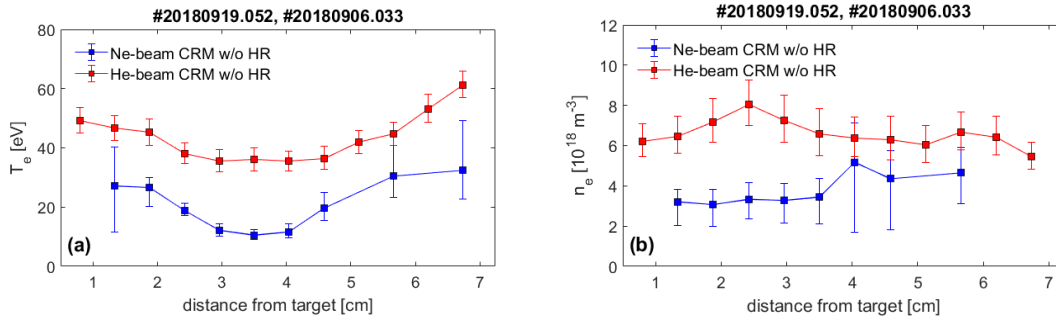 #20180919.052, #20180906.033
80
60
40
20
0
T_e [eV]
Ne-beam CRM w/o HR
He-beam CRM w/o HR
(a)
1 2 3 4 5 6 7
distance from target [cm]
#20180919.052, #20180906.033
12
10
8
6
4
2
0
n_e [10^18 m^-3]
Ne-beam CRM w/o HR
He-beam CRM w/o HR
(b)
1 2 3 4 5 6 7
distance from target [cm]